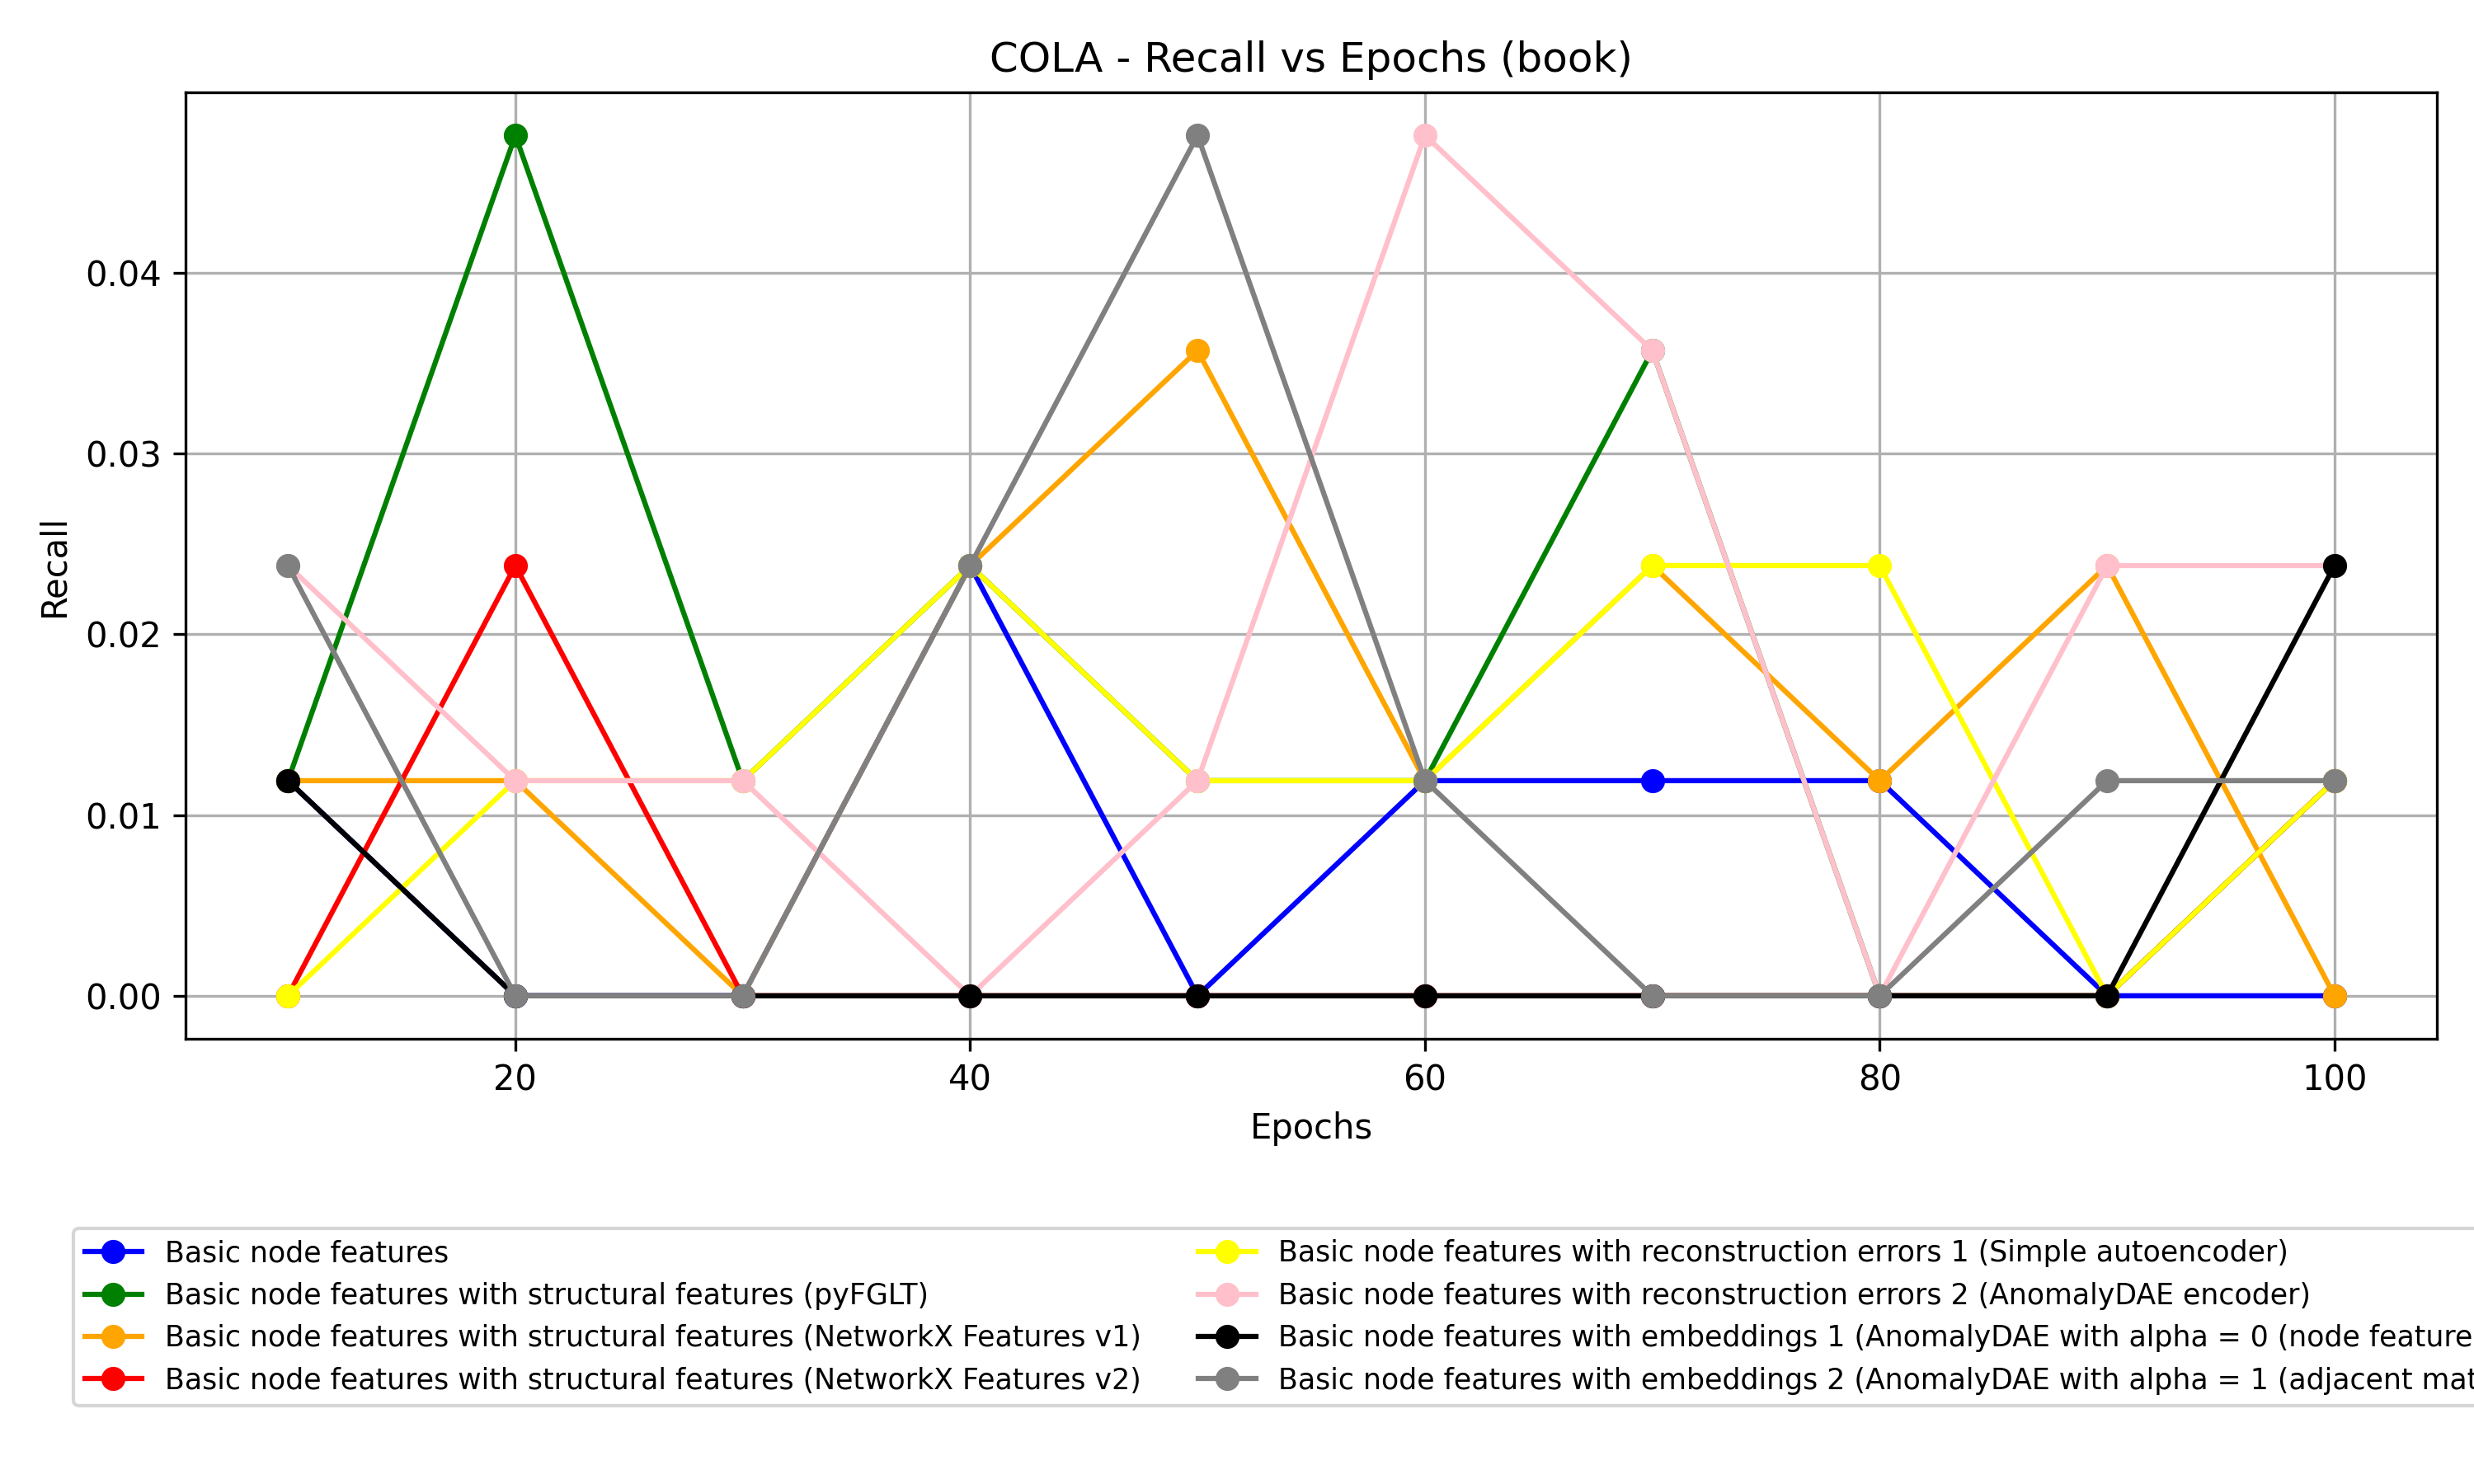 COLA - Recall vs Epochs (book)
0.04
0.03
0.02
0.01
0.00
Recall
20 40 60 80 100
Epochs
Basic node features
Basic node features with structural features (pyFGLT)
Basic node features with structural features (NetworkX Features v1)
Basic node features with structural features (NetworkX Features v2)
Basic node features with reconstruction errors 1 (Simple autoencoder)
Basic node features with reconstruction errors 2 (AnomalyDAE encoder)
Basic node features with embeddings 1 (AnomalyDAE with alpha = 0 (node feature
Basic node features with embeddings 2 (AnomalyDAE with alpha = 1 (adjacent mat